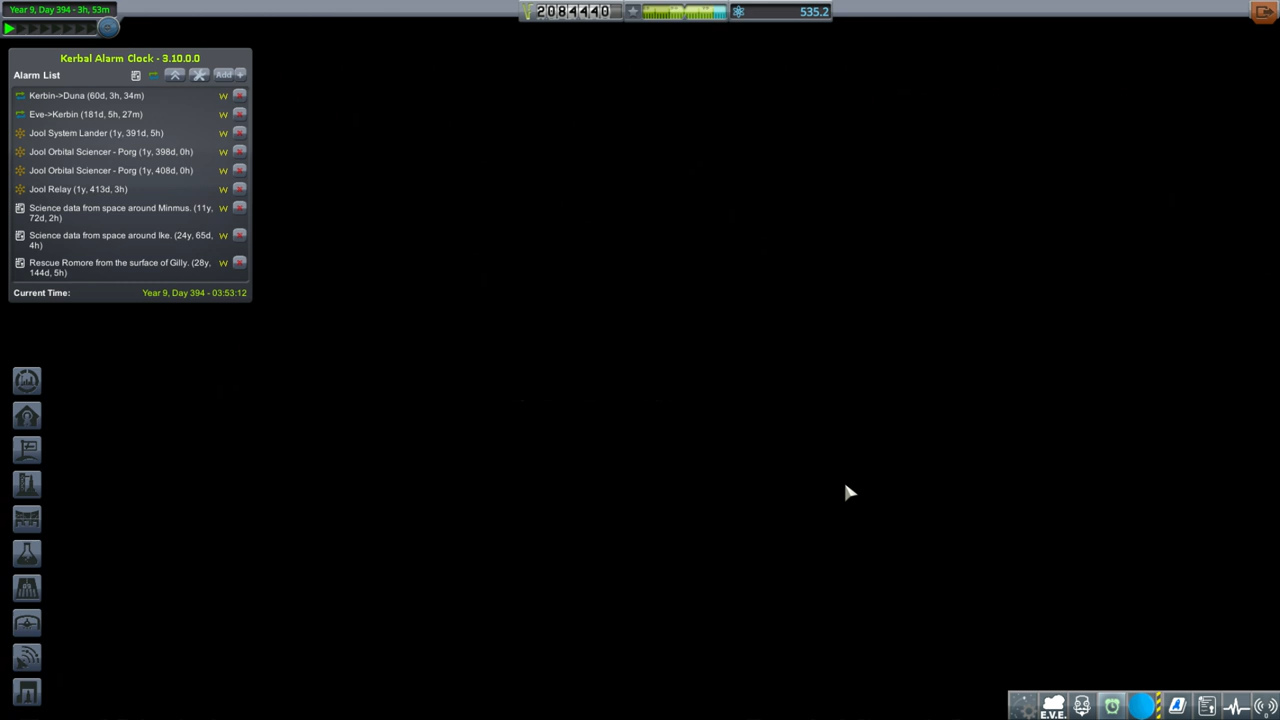 Year 9, Day 394 - 3h, 53m
2084440
535.2
Kerbal Alarm Clock - 3.10.0.0
Alarm List
Add
Kerbin->Duna (60d, 3h, 34m) W
Eve->Kerbin (181d, 5h, 27m) W
Jool System Lander (1y, 391d, 5h) W
Jool Orbital Sciencer - Porg (1y, 398d, 0h) W
Jool Orbital Sciencer - Porg (1y, 408d, 0h) W
Jool Relay (1y, 413d, 3h) W
Science data from space around Minmus. (11y, W
72d, 2h)
Science data from space around Ike. (24y, 65d, W
4h)
Rescue Romore from the surface of Gilly. (28y, W
144d, 5h)
Current Time: Year 9, Day 394 - 03:53:12
E.V.E.